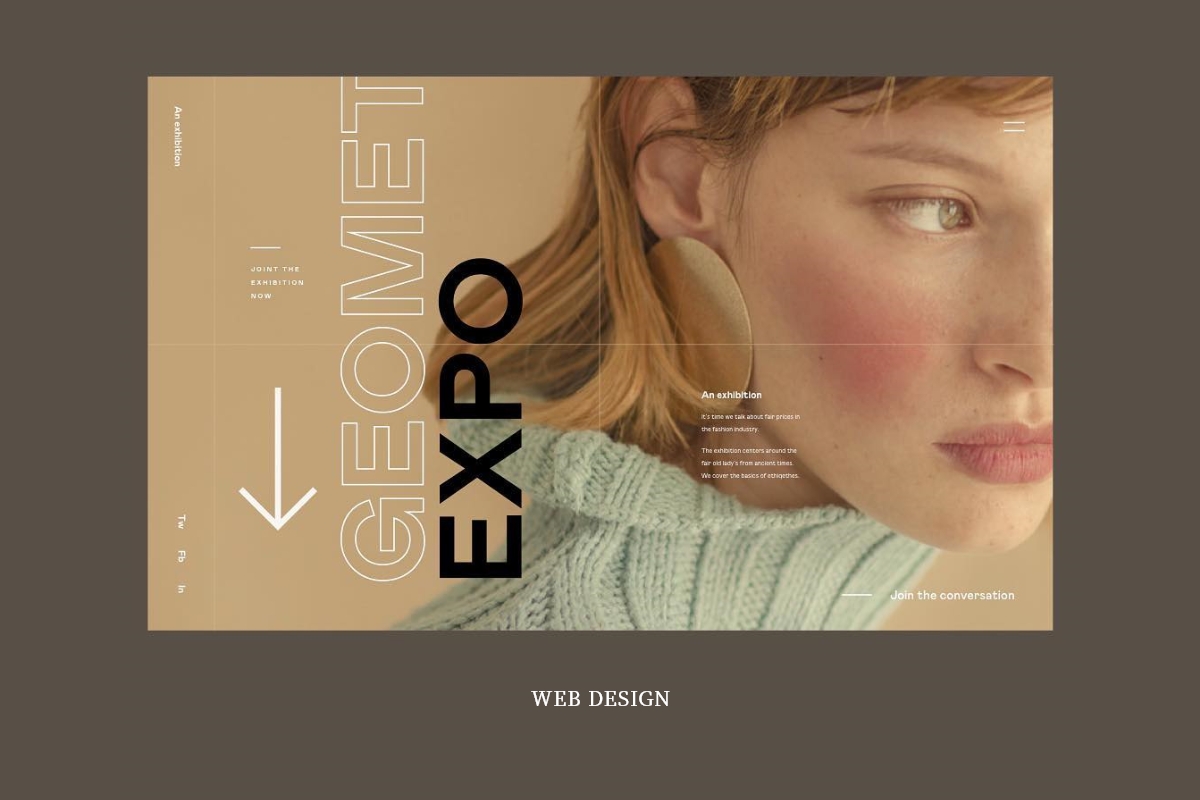 An exhibition
JOINT THE
EXHIBITION
NOW
GEOMET
EXPO
An exhibition
It's time we talk about fair prices in
the fashion industry.
The exhibition centers around the
fair old lady's from ancient times.
We cover the basics of ethiqethes.
Tw
Fb
In
Join the conversation
WEB DESIGN